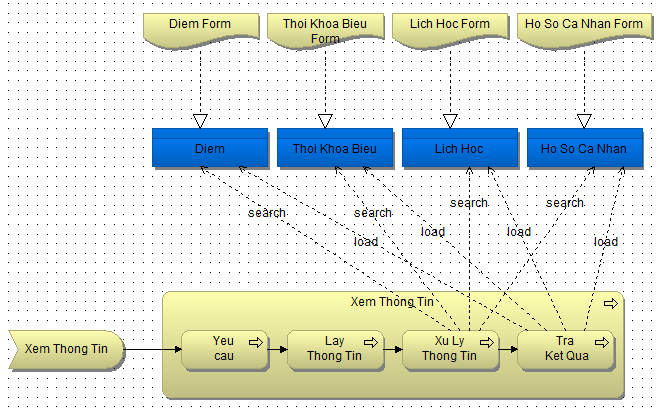 Diem Form
Thoi Khoa Bieu
Form
Lich Hoc Form
Ho So Ca Nhan Form
Diem
Thoi Khoa Bieu
Lich Hoc
Ho So Ca Nhan
search
search
search
search
load
load
load
load
Xem Thong Tin
Xem Thong Tin
Yeu
cau
Lay
Thong Tin
Xu Ly
Thong Tin
Tra
Ket Qua